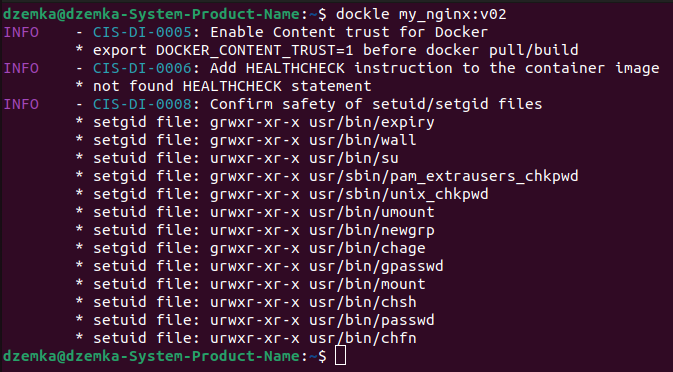 dzemka@dzemka-System-Product-Name:~$ dockle my_nginx:v02
INFO    - CIS-DI-0005: Enable Content trust for Docker
        * export DOCKER_CONTENT_TRUST=1 before docker pull/build
INFO    - CIS-DI-0006: Add HEALTHCHECK instruction to the container image
        * not found HEALTHCHECK statement
INFO    - CIS-DI-0008: Confirm safety of setuid/setgid files
        * setgid file: grwxr-xr-x usr/bin/expiry
        * setgid file: grwxr-xr-x usr/bin/wall
        * setuid file: urwxr-xr-x usr/bin/su
        * setgid file: grwxr-xr-x usr/sbin/pam_extrausers_chkpwd
        * setgid file: grwxr-xr-x usr/sbin/unix_chkpwd
        * setuid file: urwxr-xr-x usr/bin/umount
        * setuid file: urwxr-xr-x usr/bin/newgrp
        * setgid file: grwxr-xr-x usr/bin/chage
        * setuid file: urwxr-xr-x usr/bin/gpasswd
        * setuid file: urwxr-xr-x usr/bin/mount
        * setuid file: urwxr-xr-x usr/bin/chsh
        * setuid file: urwxr-xr-x usr/bin/passwd
        * setuid file: urwxr-xr-x usr/bin/chfn
dzemka@dzemka-System-Product-Name:~$